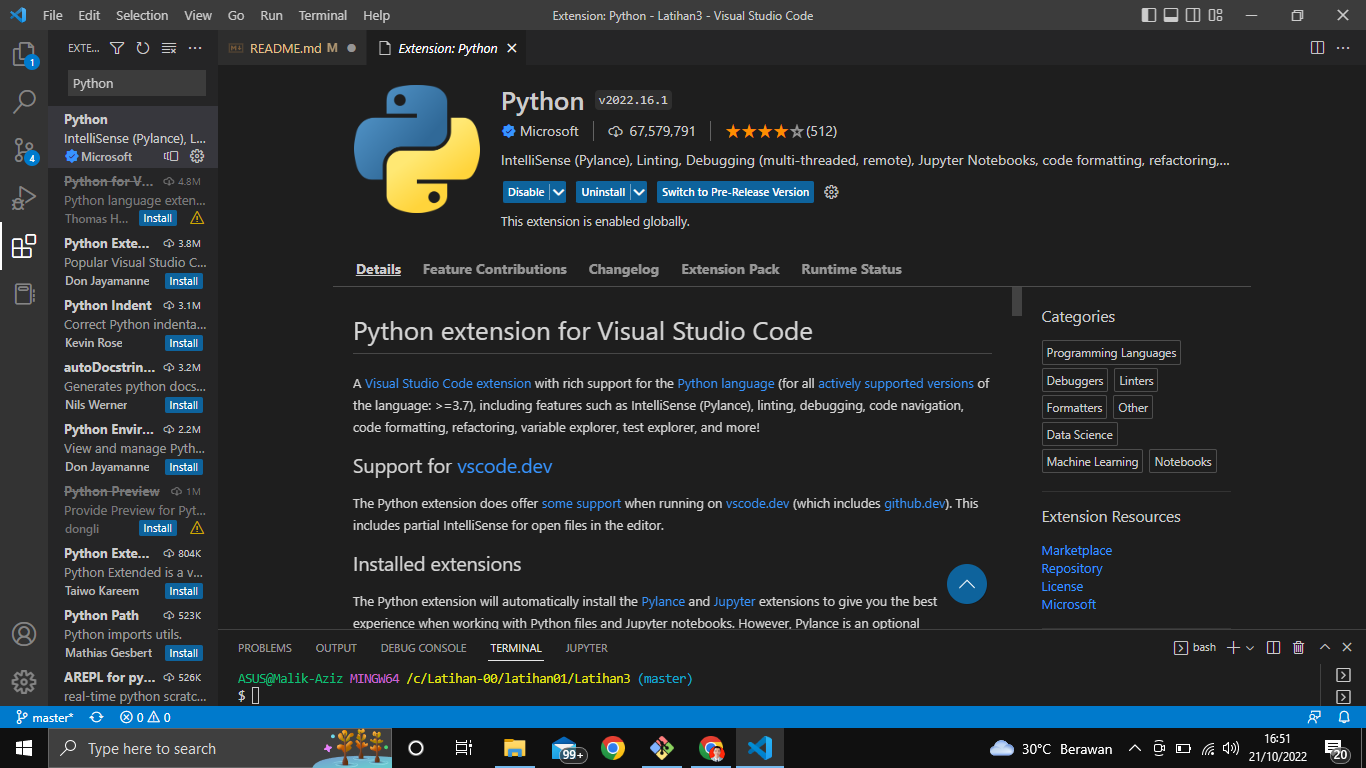 File Edit Selection View Go Run Terminal Help
Extension: Python - Latihan3 - Visual Studio Code
EXTE...
README.md M
Extension: Python
1
4
Python
Python
IntelliSense (Pylance), L...
Microsoft
Python for V... 4.8M
Python language exten...
Thomas H... Install
Python Exte... 3.8M
Popular Visual Studio C...
Don Jayamanne Install
Python Indent 3.1M
Correct Python indenta...
Kevin Rose Install
autoDocstrin... 3.2M
Generates python docs...
Nils Werner Install
Python Envir... 2.2M
View and manage Pyth...
Don Jayamanne Install
Python Preview 1M
Provide Preview for Pyt...
dongli Install
Python Exte... 804K
Python Extended is a v...
Taiwo Kareem Install
Python Path 523K
Python imports utils.
Mathias Gesbert Install
AREPL for py... 526K
real-time python scratc...
Python v2022.16.1
Microsoft 67,579,791 (512)
IntelliSense (Pylance), Linting, Debugging (multi-threaded, remote), Jupyter Notebooks, code formatting, refactoring,...
Disable Uninstall Switch to Pre-Release Version
This extension is enabled globally.
Details Feature Contributions Changelog Extension Pack Runtime Status
Python extension for Visual Studio Code
A Visual Studio Code extension with rich support for the Python language (for all actively supported versions of
the language: >=3.7), including features such as IntelliSense (Pylance), linting, debugging, code navigation,
code formatting, refactoring, variable explorer, test explorer, and more!
Support for vscode.dev
The Python extension does offer some support when running on vscode.dev (which includes github.dev). This
includes partial IntelliSense for open files in the editor.
Installed extensions
The Python extension will automatically install the Pylance and Jupyter extensions to give you the best
experience when working with Python files and Jupyter notebooks. However, Pylance is an optional
Categories
Programming Languages
Debuggers Linters
Formatters Other
Data Science
Machine Learning Notebooks
Extension Resources
Marketplace
Repository
License
Microsoft
PROBLEMS OUTPUT DEBUG CONSOLE TERMINAL JUPYTER
bash
ASUS@Malik-Aziz MINGW64 /c/Latihan-00/latihan01/Latihan3 (master)
$
master* 0 0
Type here to search
99+
30°C Berawan
16:51
21/10/2022
20